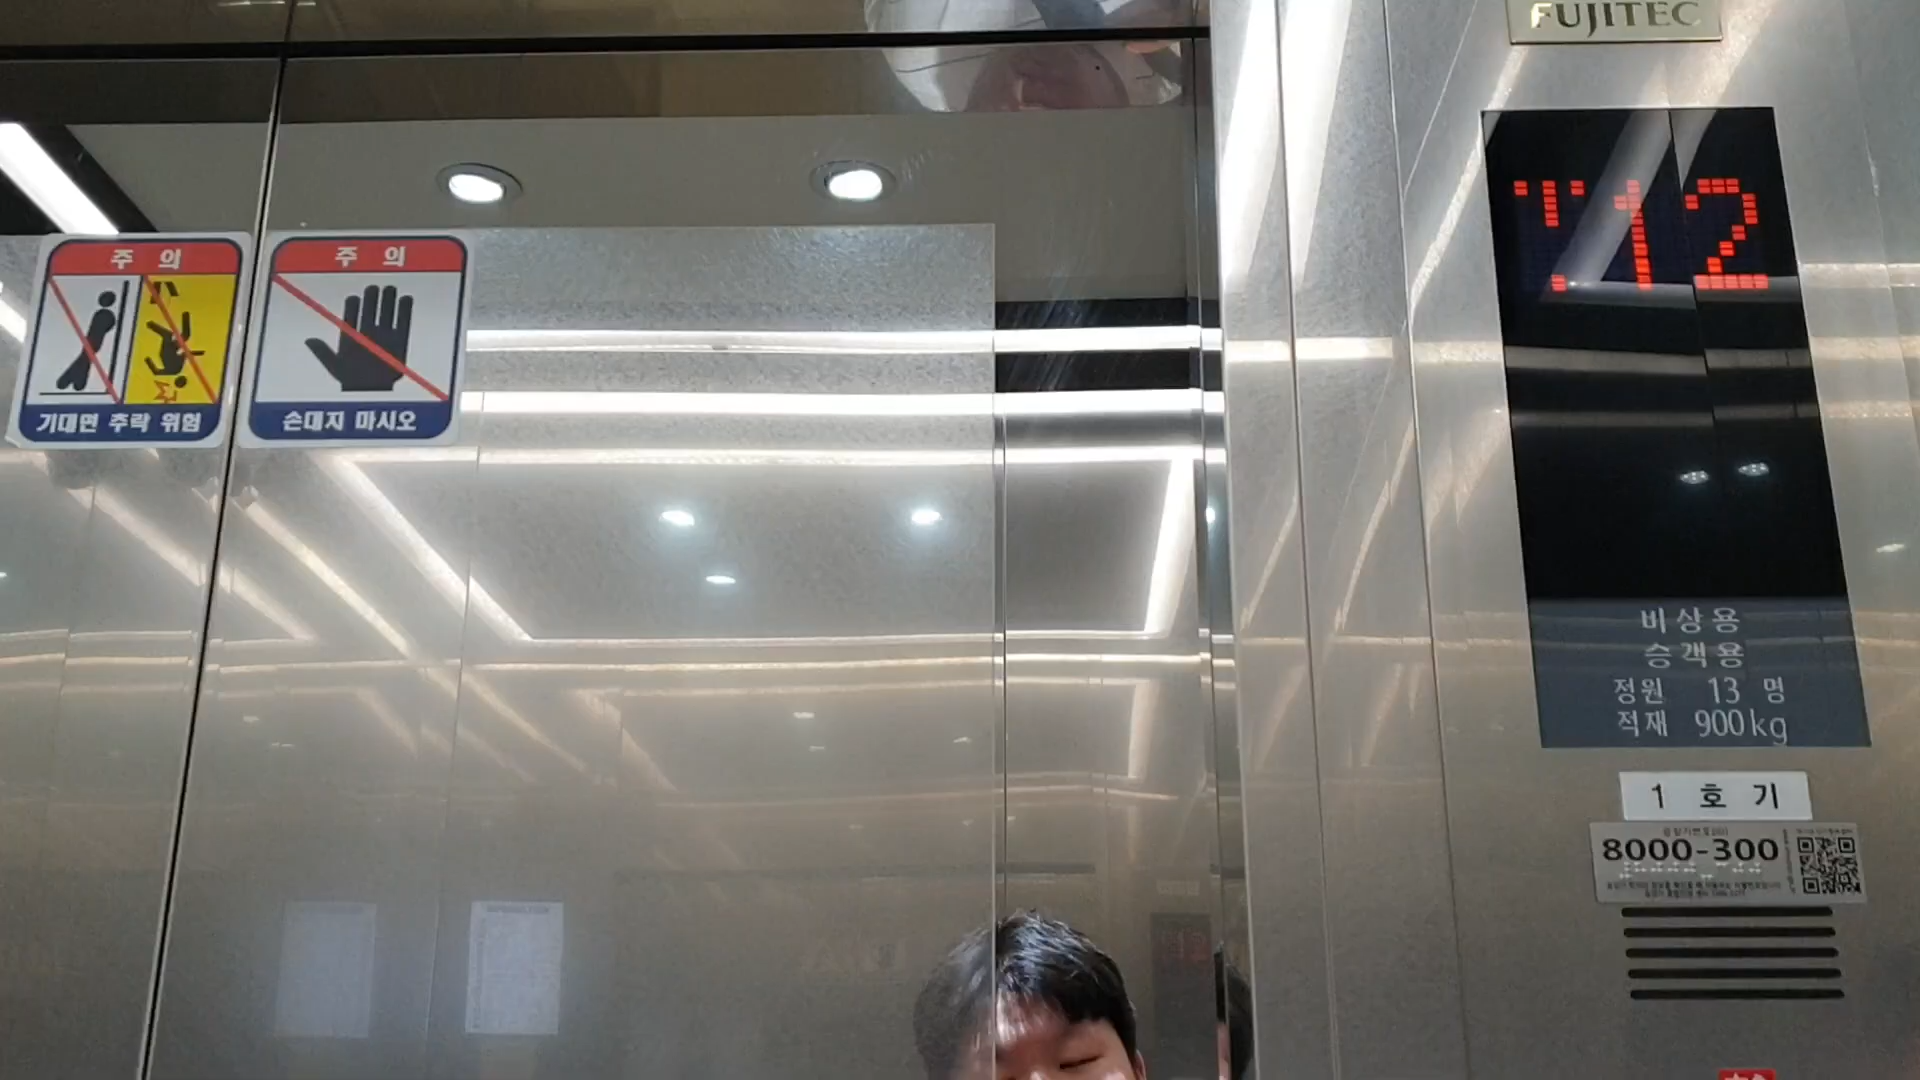 FUJITEC
12
주 의
기대면 추락 위험
주 의
손대지 마시오
비상용
승객용
정원 13 명
적재 900kg
1 호 기
8000-300